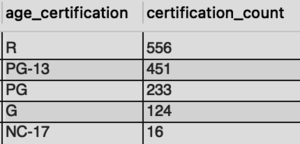 age_certification certification_count
R 556
PG-13 451
PG 233
G 124
NC-17 16